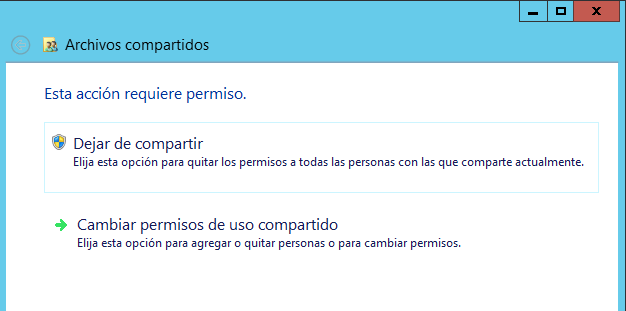 Archivos compartidos
Esta acción requiere permiso.
Dejar de compartir
Elija esta opción para quitar los permisos a todas las personas con las que comparte actualmente.
Cambiar permisos de uso compartido
Elija esta opción para agregar o quitar personas o para cambiar permisos.